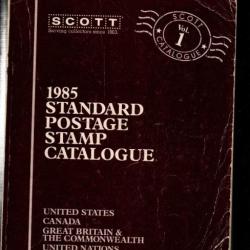 SCOTT
Serving collectors since 1863.
SCOTT
Vol.
1
CATALOGUE
1985
STANDARD
POSTAGE
STAMP
CATALOGUE
UNITED STATES
CANADA
GREAT BRITAIN &
THE COMMONWEALTH
UNITED NATIONS